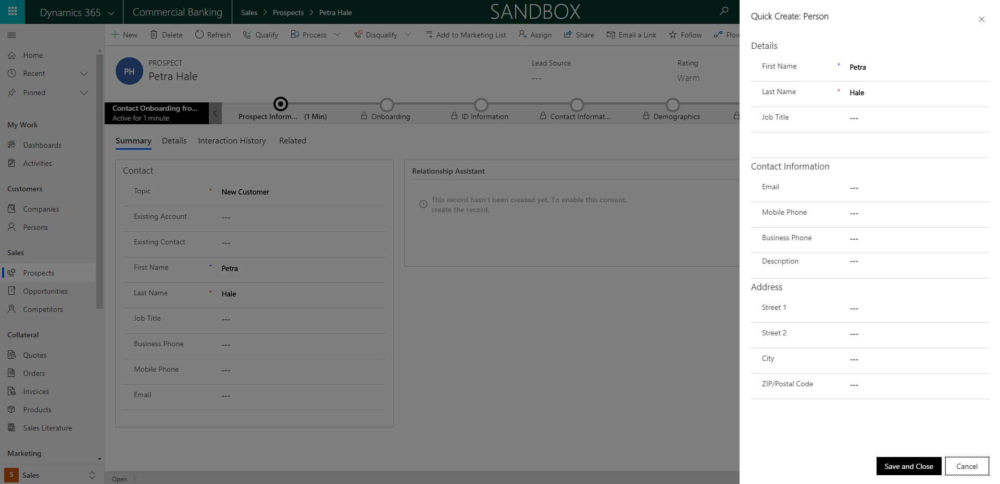 Dynamics 365
Commercial Banking
Sales > Prospects > Petra Hale
SANDBOX
New
Delete
Refresh
Qualify
Process
Disqualify
Add to Marketing List
Assign
Share
Email a Link
Follow
Flow
Home
Recent
Pinned
My Work
Dashboards
Activities
Customers
Companies
Persons
Sales
Prospects
Opportunities
Competitors
Collateral
Quotes
Orders
Invoices
Products
Sales Literature
Marketing
S
Sales
PH
PROSPECT
Petra Hale
Lead Source
---
Rating
Warm
Contact Onboarding fro...
Active for 1 minute
Prospect Inform... (1 Min)
Onboarding
ID Information
Contact Informat...
Demographics
Summary
Details
Interaction History
Related
Contact
Topic * New Customer
Existing Account ---
Existing Contact ---
First Name + Petra
Last Name * Hale
Job Title ---
Business Phone ---
Mobile Phone ---
Email ---
Relationship Assistant
This record hasn't been created yet. To enable this content,
create the record.
Open
Quick Create: Person
Details
First Name + Petra
Last Name * Hale
Job Title ---
Contact Information
Email ---
Mobile Phone ---
Business Phone ---
Description ---
Address
Street 1 ---
Street 2 ---
City ---
ZIP/Postal Code ---
Save and Close
Cancel